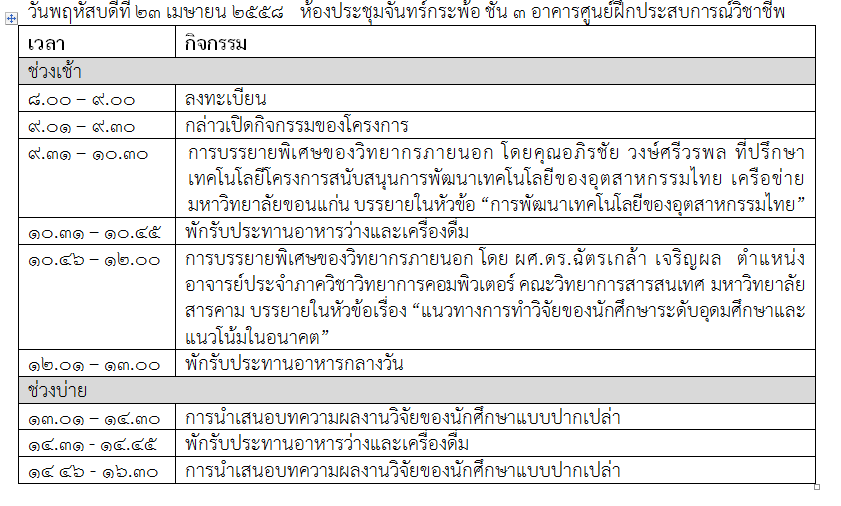 วันพฤหัสบดีที่ ๒๓ เมษายน ๒๕๕๘ ห้องประชุมจันทร์กระพ้อ ชั้น ๓ อาคารศูนย์ฝึกประสบการณ์วิชาชีพ
เวลา กิจกรรม
ช่วงเช้า
๘.๐๐ – ๙.๐๐ ลงทะเบียน
๙.๐๑ – ๙.๓๐ กล่าวเปิดกิจกรรมของโครงการ
๙.๓๑ – ๑๐.๓๐ การบรรยายพิเศษของวิทยากรภายนอก โดยคุณอภิรชัย วงษ์ศรีวรพล ที่ปรึกษา
เทคโนโลยีโครงการสนับสนุนการพัฒนาเทคโนโลยีของอุตสาหกรรมไทย เครือข่าย
มหาวิทยาลัยขอนแก่น บรรยายในหัวข้อ “การพัฒนาเทคโนโลยีของอุตสาหกรรมไทย”
๑๐.๓๑ – ๑๐.๔๕ พักรับประทานอาหารว่างและเครื่องดื่ม
๑๐.๔๖ – ๑๒.๐๐ การบรรยายพิเศษของวิทยากรภายนอก โดย ผศ.ดร.ฉัตรเกล้า เจริญผล ตำแหน่ง
อาจารย์ประจำภาควิชาวิทยาการคอมพิวเตอร์ คณะวิทยาการสารสนเทศ มหาวิทยาลัย
สารคาม บรรยายในหัวข้อเรื่อง “แนวทางการทำวิจัยของนักศึกษาระดับอุดมศึกษาและ
แนวโน้มในอนาคต”
๑๒.๐๑ – ๑๓.๐๐ พักรับประทานอาหารกลางวัน
ช่วงบ่าย
๑๓.๐๑ – ๑๔.๓๐ การนำเสนอบทความผลงานวิจัยของนักศึกษาแบบปากเปล่า
๑๔.๓๑ - ๑๔.๔๕ พักรับประทานอาหารว่างและเครื่องดื่ม
๑๔ ๔๖ - ๑๖.๓๐ การนำเสนอบทความผลงานวิจัยของนักศึกษาแบบปากเปล่า